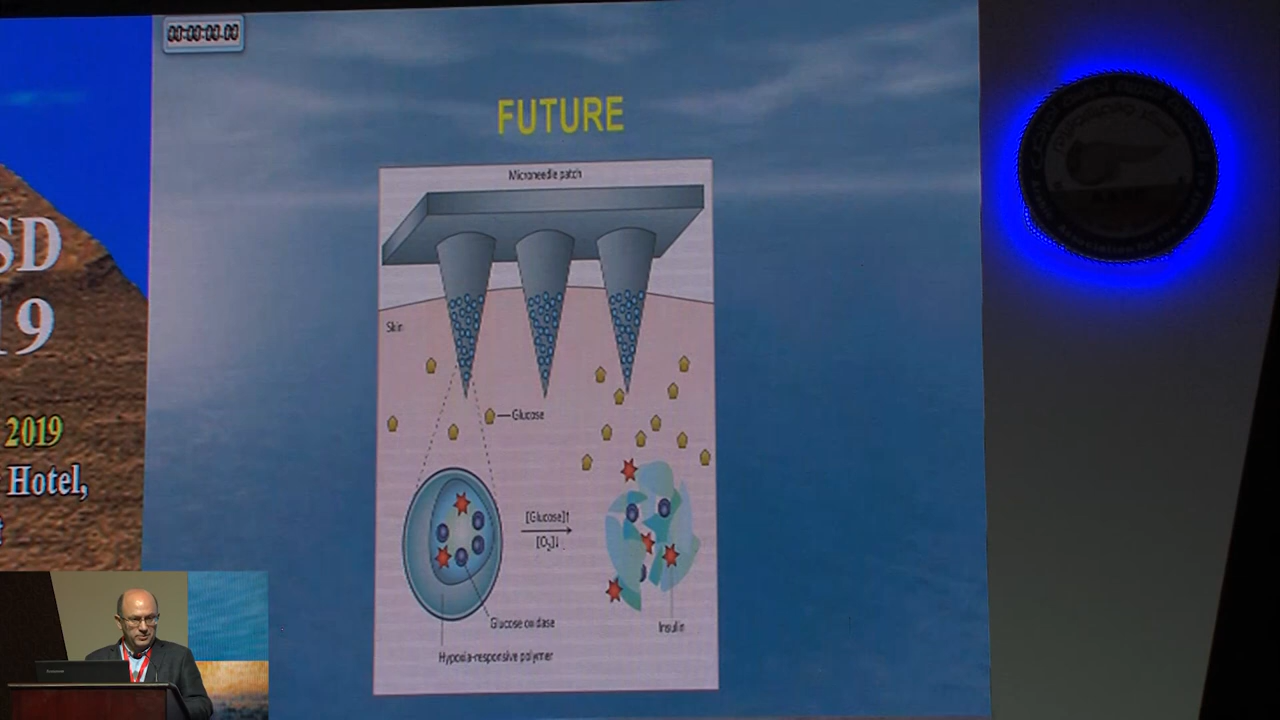 00:00:00.00
FUTURE
Microneedle patch
SD
19
2019
Hotel,
Skin
Glucose
[Glucose]↑
[O₂]↓
Glucose oxidase
Insulin
Hypoxia-responsive polymer